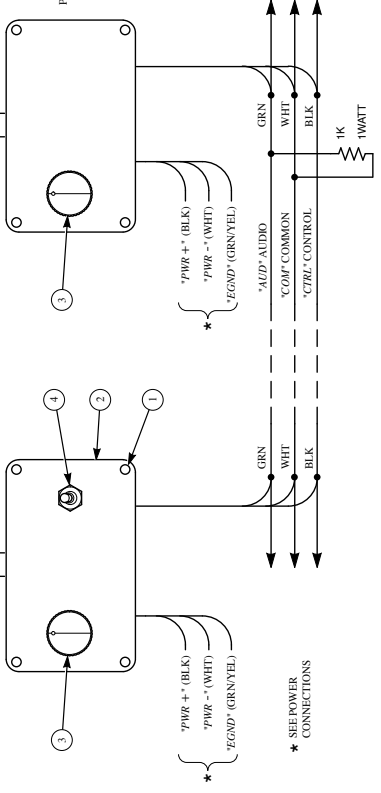 3
"PWR +" (BLK)
"PWR -" (WHT)
"EGND" (GRN/YEL)
*
GRN
WHT
BLK
1K
1WATT
"AUD" AUDIO
"COM" COMMON
"CTRL" CONTROL
4
2
1
3
GRN
WHT
BLK
"PWR +" (BLK)
"PWR -" (WHT)
"EGND" (GRN/YEL)
*
* SEE POWER
CONNECTIONS